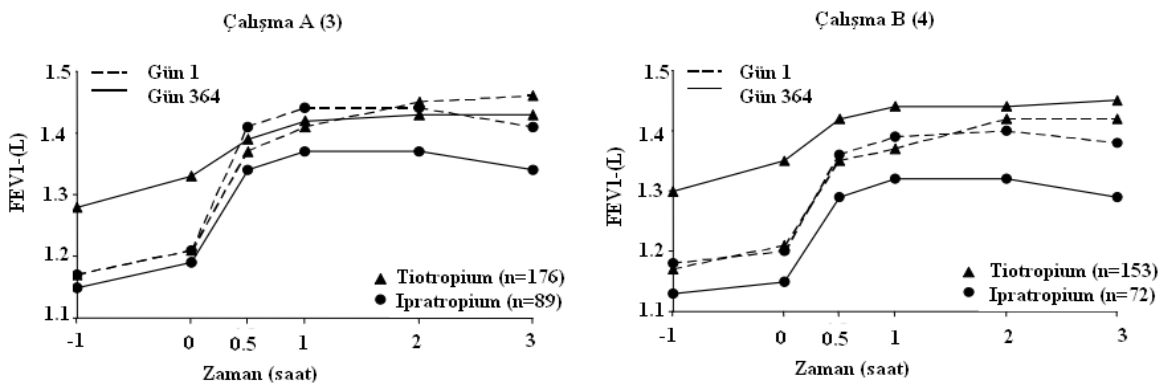 Çalışma A (3)
Gün 1
Gün 364
1.5
1.4
1.3
1.2
1.1
FEV1-(L)
Tiotropium (n=176)
Ipratropium (n=89)
-1 0 0.5 1 2 3
Zaman (saat)
Çalışma B (4)
Gün 1
Gün 364
1.5
1.4
1.3
1.2
1.1
FEV1-(L)
Tiotropium (n=153)
Ipratropium (n=72)
-1 0 0.5 1 2 3
Zaman (saat)